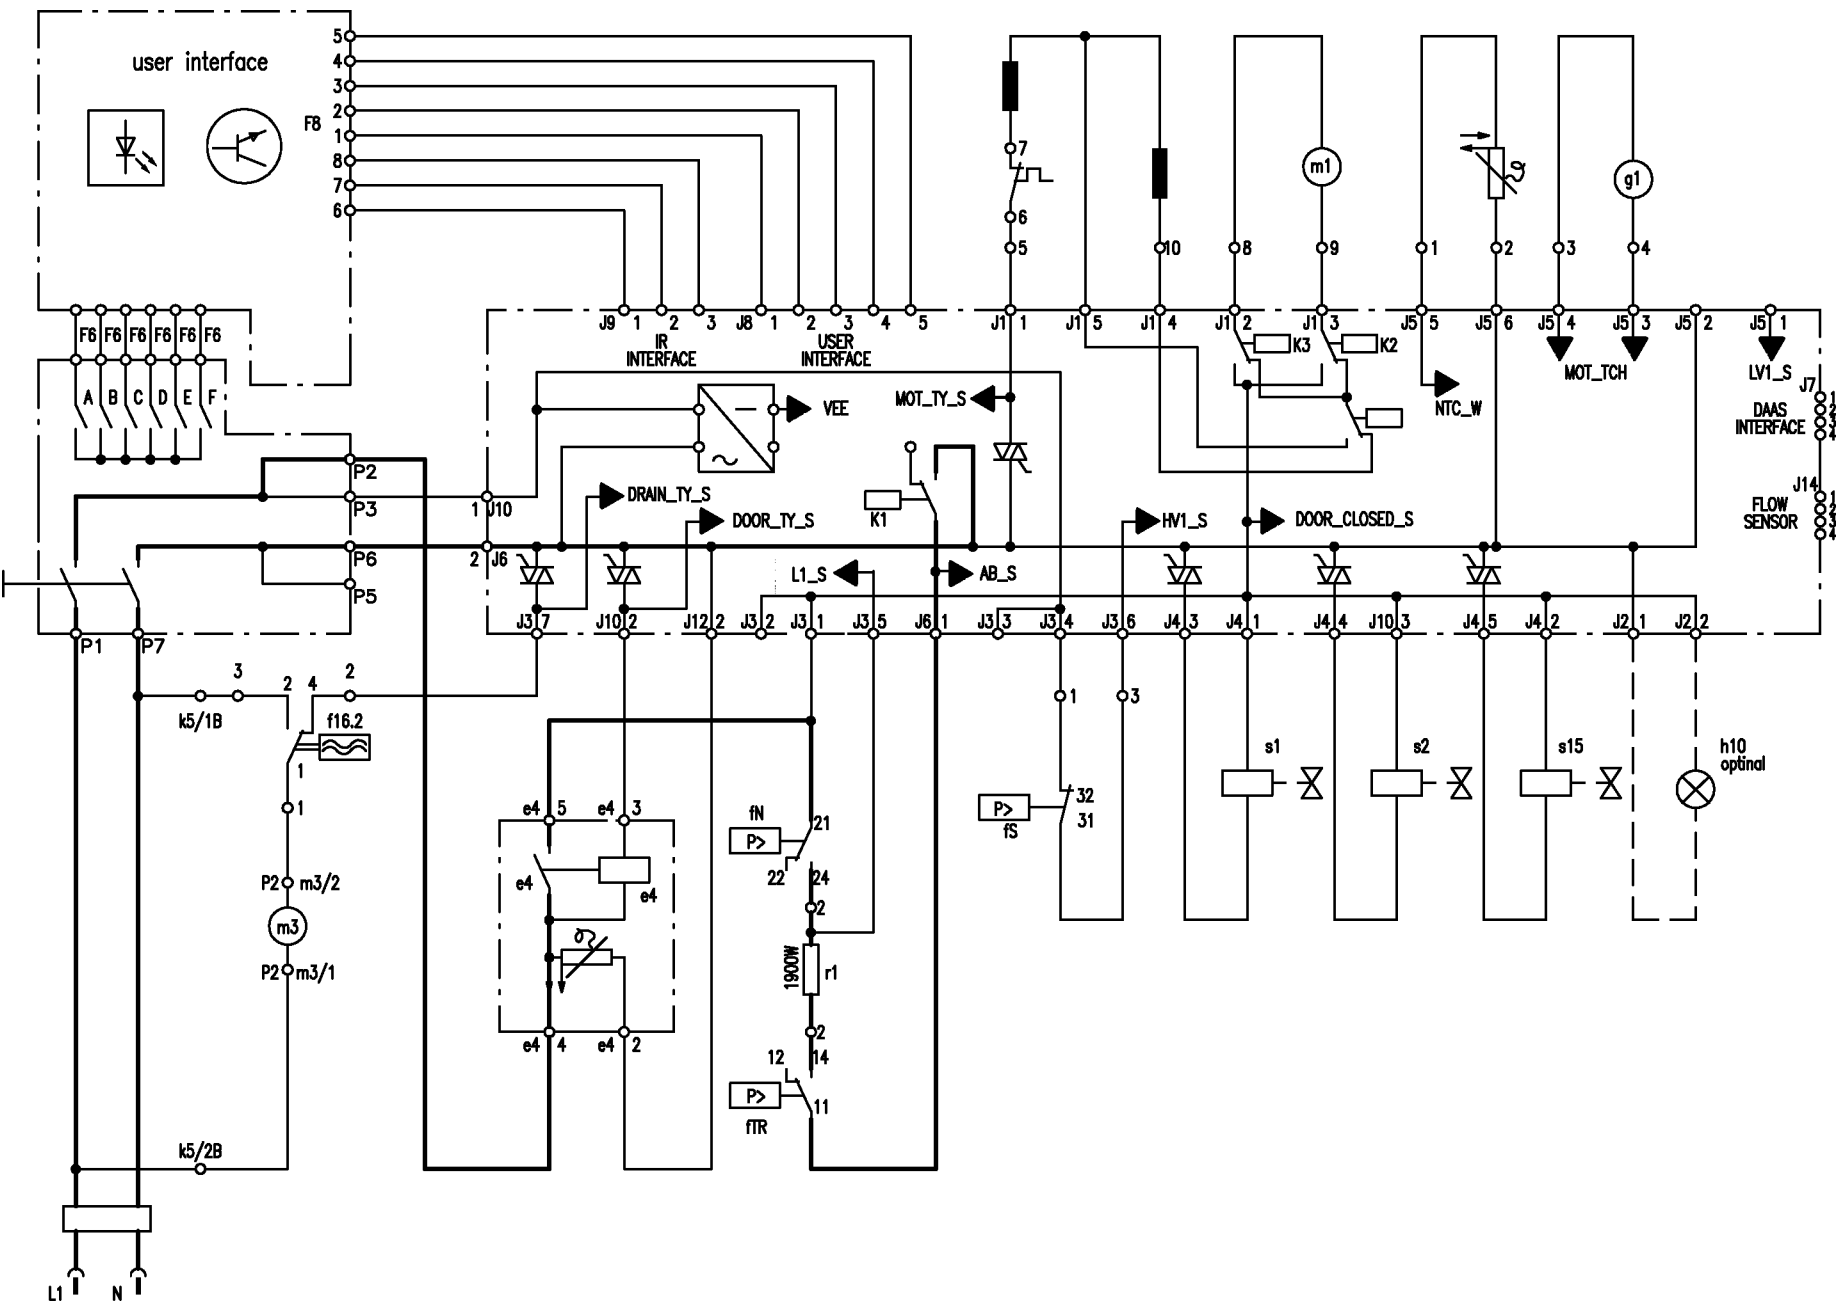 5
user interface
4
3
2
F8
1
8
7
6
7
6
5
10
m1
8
9
1
2
g1
3
4
F6 F6 F6 F6 F6 F6
A B C D E F
J9 1 2 3 J8 1 2 3 4 5
IR
INTERFACE
USER
INTERFACE
J1 1 J1 5 J1 4 J1 2 J1 3 J5 5 J5 6 J5 4 J5 3 J5 2 J5 1
K3
K2
MOT_TCH
LV1_S
VEE
MOT_TY_S
NTC_W
J7
1
2
3
4
DAAS
INTERFACE
P2
P3
1 J10
DRAIN_TY_S
DOOR_TY_S
K1
HV1_S
DOOR_CLOSED_S
J14
1
2
3
4
FLOW
SENSOR
P6
2 J6
P5
L1_S
AB_S
P1
P7
J3 7 J10 2 J12 2 J3 2 J3 1 J3 5 J6 1 J3 3 J3 4 J3 6 J4 3 J4 1 J4 4 J10 3 J4 5 J4 2 J2 1 J2 2
3
2 4
2
k5/1B
f16.2
1
1
1
3
s1
s2
s15
h10
optinal
e4 5
e4 3
fN
P>
21
22
24
P>
fS
32
31
e4
e4
P2 m3/2
m3
P2 m3/1
2
1900W
r1
2
e4 4
e4 2
12
14
P>
11
fTR
k5/2B
L1
N